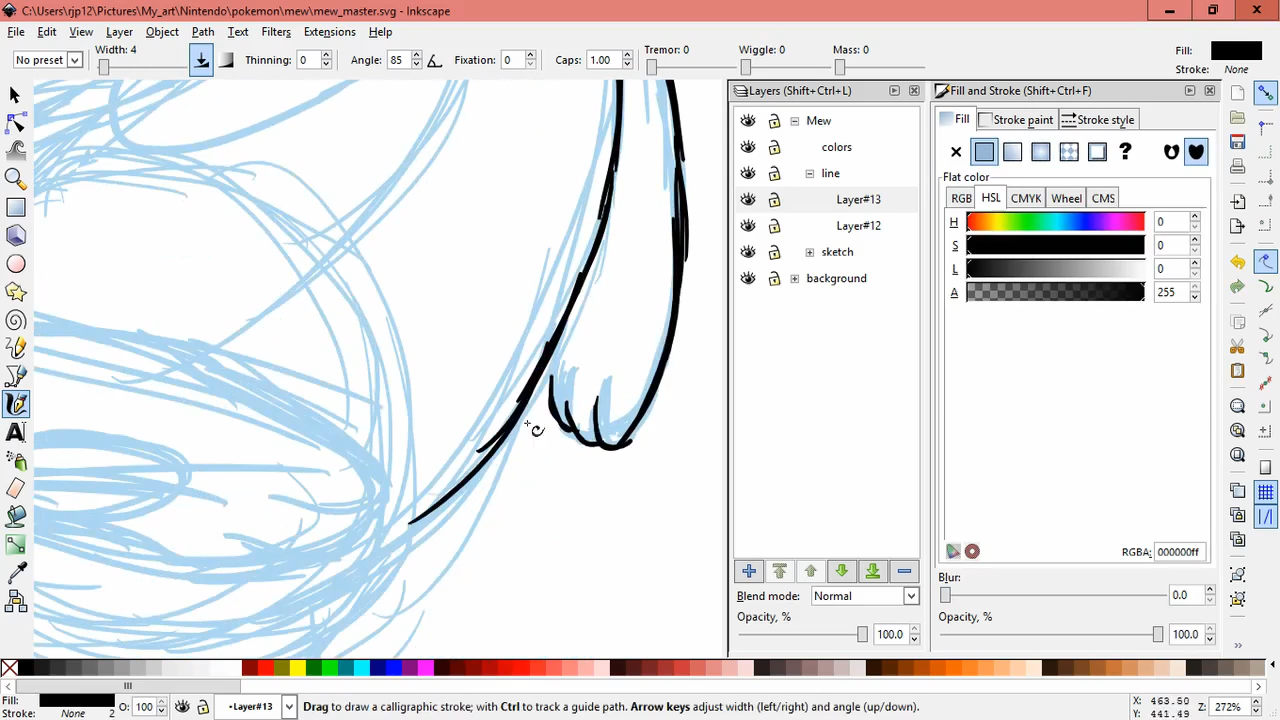 C:\Users\rjp12\Pictures\My_art\Nintendo\pokemon\mew\mew_master.svg - Inkscape
File Edit View Layer Object Path Filters Text Extensions Help
No preset Width: 4 Thinning: 0 Angle: 85 Fixation: 0 Caps: 1.00 Tremor: 0 Wiggle: 0 Mass: 0 Fill:
Stroke: None
Layers (Shift+Ctrl+L)
Mew
colors
line
Layer#13
Layer#12
sketch
background
Blend mode: Normal
Opacity, % 100.0
Fill and Stroke (Shift+Ctrl+F)
Fill Stroke paint Stroke style
?
Flat color
RGB HSL CMYK Wheel CMS
H 0
S 0
L 0
A 255
RGBA: 000000ff
Blur:
0.0
Opacity, %
100.0
Fill: O: 100 •Layer#13 Drag to draw a calligraphic stroke; with Ctrl to track a guide path. Arrow keys adjust width (left/right) and angle (up/down). X: 463.50 Z: 272%
Stroke: None 2 Y: 441.49